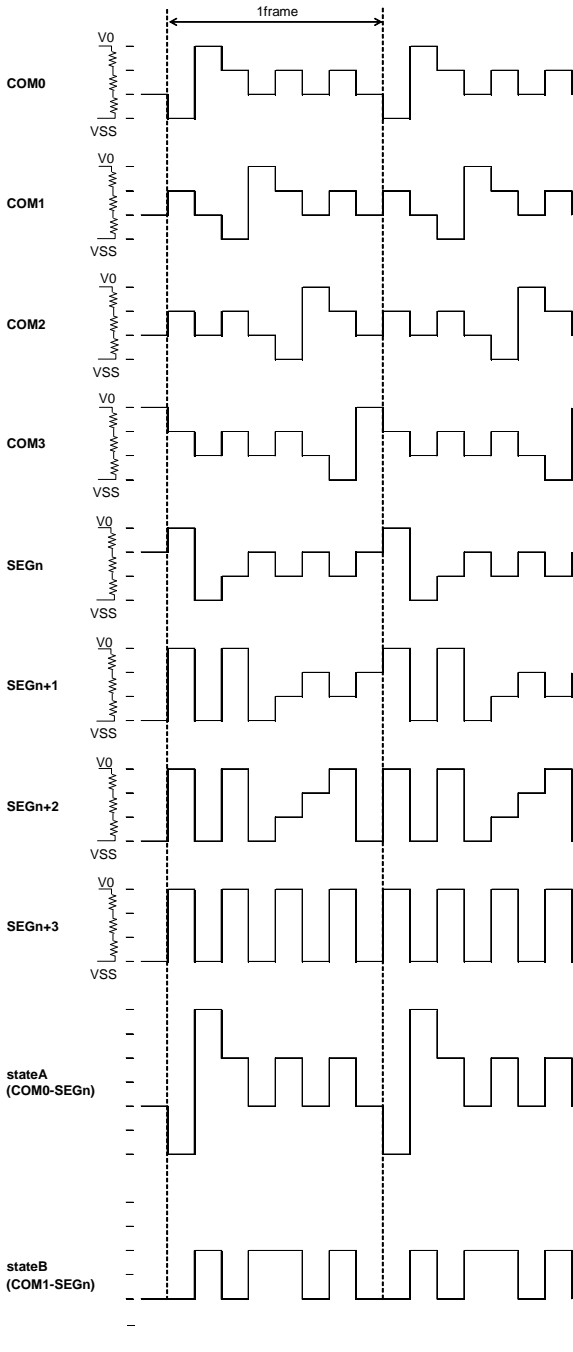 1frame
V0
COM0
VSS
V0
COM1
VSS
V0
COM2
VSS
V0
COM3
VSS
V0
SEGn
VSS
V0
SEGn+1
VSS
V0
SEGn+2
VSS
V0
SEGn+3
VSS
stateA
(COM0-SEGn)
stateB
(COM1-SEGn)